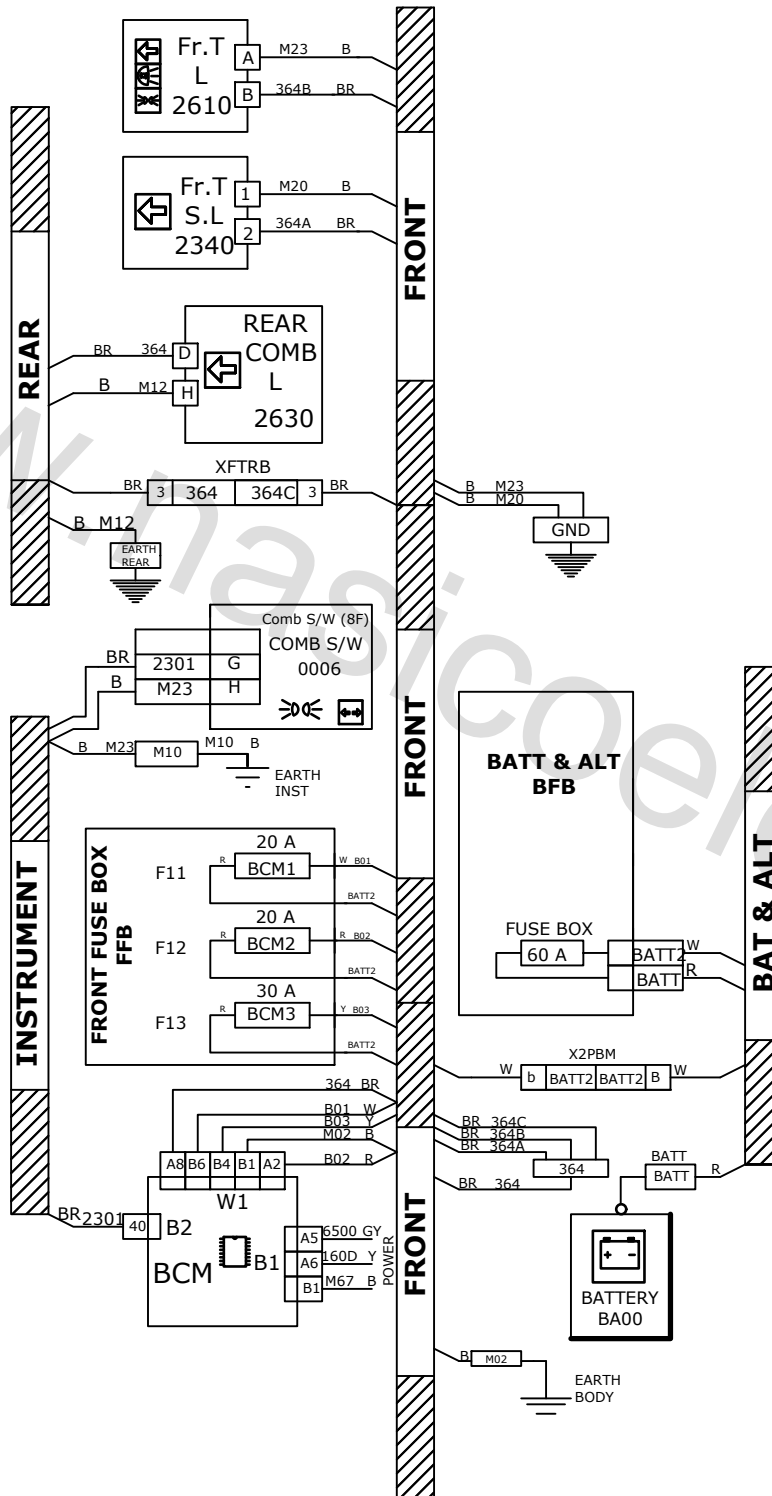 Fr.T
L
2610
A M23 B
B 364B BR
Fr.T
S.L
2340
1 M20 B
2 364A BR
FRONT
REAR
REAR
COMB
L
2630
BR 364 D
B M12 H
XFTRB
BR 3 364 364C 3 BR
B M12
EARTH
REAR
B M23
B M20
GND
Comb S/W (8F)
COMB S/W
0006
BR 2301 G
B M23 H
B M23 M10 M10 B
EARTH
INST
FRONT
BATT & ALT
BFB
FUSE BOX
60 A
BATT2 W
BATT R
BAT & ALT
INSTRUMENT
FRONT FUSE BOX
FFB
20 A
F11 R BCM1 W B01
BATT2
20 A
F12 R BCM2 R B02
BATT2
30 A
F13 R BCM3 Y B03
BATT2
X2PBM
W b BATT2 BATT2 B W
364 BR
B01 W
B03 Y
M02 B
B02 R
A8 B6 B4 B1 A2
W1
BR 2301 40 B2
BCM
B1
A5 6500 GY
A6 160D Y
B1 M67 B
POWER
FRONT
BR 364C
BR 364B
BR 364A
364
BR 364
BATT
BATT R
+ -
BATTERY
BA00
B M02
EARTH
BODY
w.nasicoele